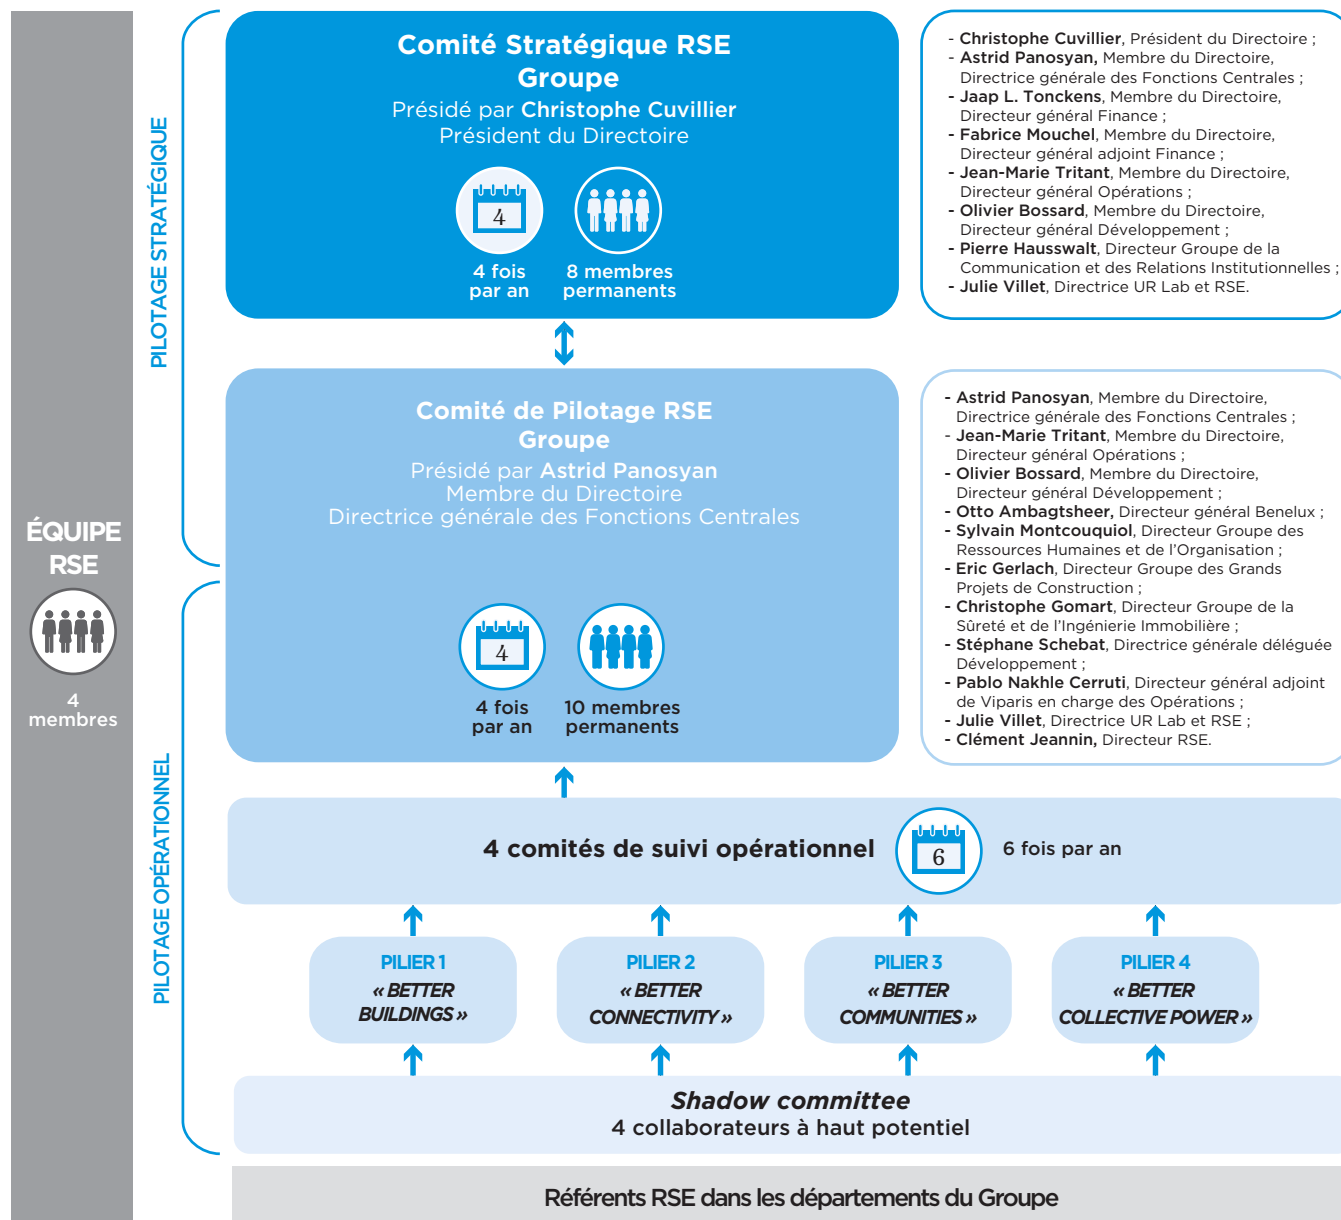 ÉQUIPE
RSE
4
membres
PILOTAGE STRATÉGIQUE
PILOTAGE OPÉRATIONNEL
Comité Stratégique RSE
Groupe
Présidé par Christophe Cuvillier
Président du Directoire
4
4 fois
par an
8 membres
permanents
- Christophe Cuvillier, Président du Directoire ;
- Astrid Panosyan, Membre du Directoire,
Directrice générale des Fonctions Centrales ;
- Jaap L. Tonckens, Membre du Directoire,
Directeur général Finance ;
- Fabrice Mouchel, Membre du Directoire,
Directeur général adjoint Finance ;
- Jean-Marie Tritant, Membre du Directoire,
Directeur général Opérations ;
- Olivier Bossard, Membre du Directoire,
Directeur général Développement ;
- Pierre Hausswalt, Directeur Groupe de la
Communication et des Relations Institutionnelles ;
- Julie Villet, Directrice UR Lab et RSE.
Comité de Pilotage RSE
Groupe
Présidé par Astrid Panosyan
Membre du Directoire
Directrice générale des Fonctions Centrales
4
4 fois
par an
10 membres
permanents
- Astrid Panosyan, Membre du Directoire,
Directrice générale des Fonctions Centrales ;
- Jean-Marie Tritant, Membre du Directoire,
Directeur général Opérations ;
- Olivier Bossard, Membre du Directoire,
Directeur général Développement ;
- Otto Ambagtsheer, Directeur général Benelux ;
- Sylvain Montcouquiol, Directeur Groupe des
Ressources Humaines et de l'Organisation ;
- Eric Gerlach, Directeur Groupe des Grands
Projets de Construction ;
- Christophe Gomart, Directeur Groupe de la
Sûreté et de l'Ingénierie Immobilière ;
- Stéphane Schebat, Directrice générale déléguée
Développement ;
- Pablo Nakhle Cerruti, Directeur général adjoint
de Viparis en charge des Opérations ;
- Julie Villet, Directrice UR Lab et RSE ;
- Clément Jeannin, Directeur RSE.
4 comités de suivi opérationnel
6
6 fois par an
PILIER 1
« BETTER
BUILDINGS »
PILIER 2
« BETTER
CONNECTIVITY »
PILIER 3
« BETTER
COMMUNITIES »
PILIER 4
« BETTER
COLLECTIVE POWER »
Shadow committee
4 collaborateurs à haut potentiel
Référents RSE dans les départements du Groupe